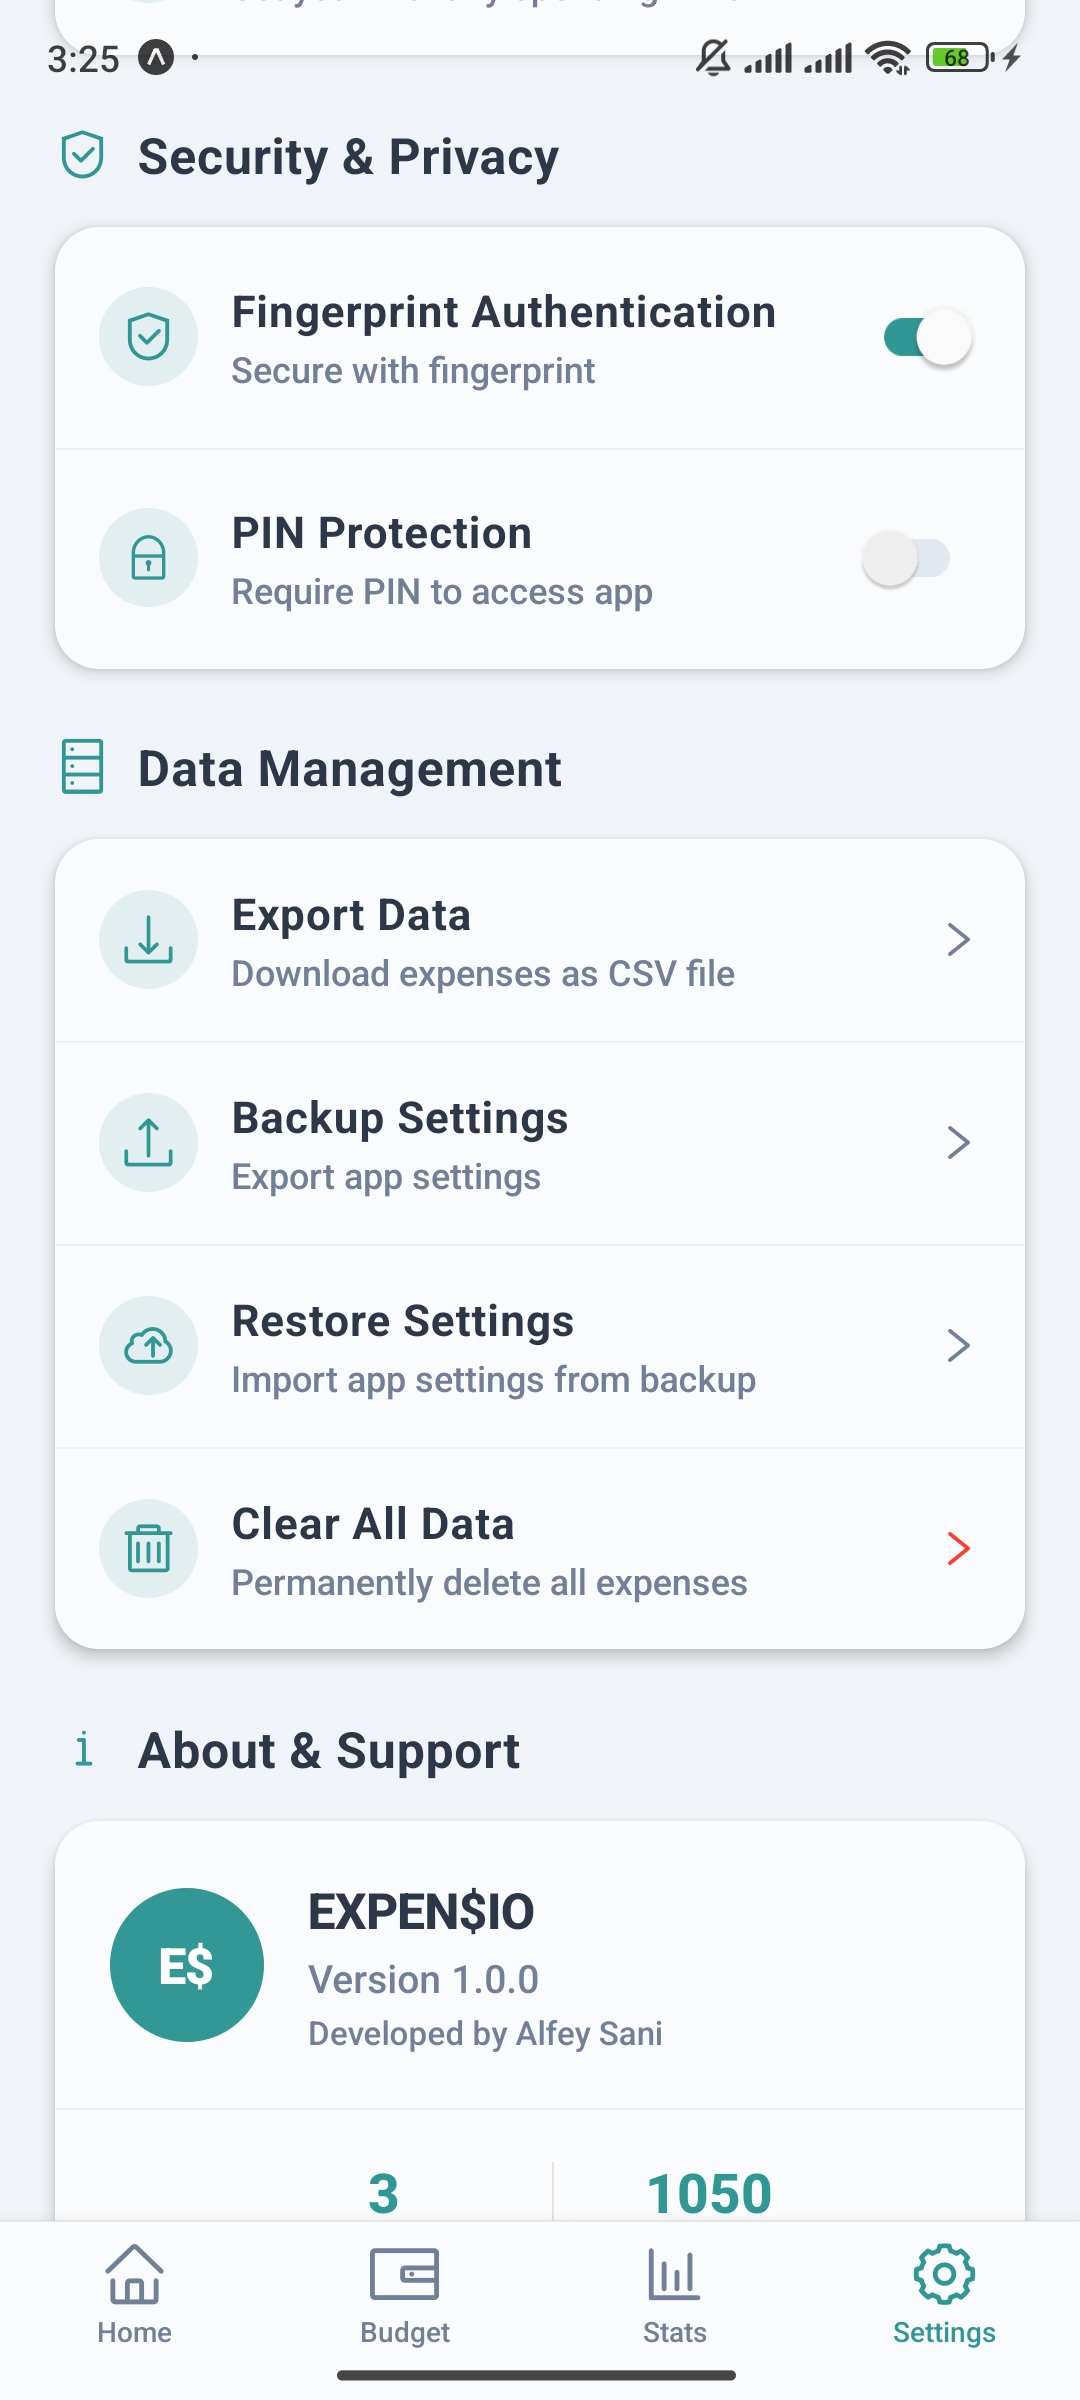 3:25
68
Security & Privacy
Fingerprint Authentication
Secure with fingerprint
PIN Protection
Require PIN to access app
Data Management
Export Data
Download expenses as CSV file
Backup Settings
Export app settings
Restore Settings
Import app settings from backup
Clear All Data
Permanently delete all expenses
i About & Support
E$
EXPEN$IO
Version 1.0.0
Developed by Alfey Sani
3 1050
Home Budget Stats Settings